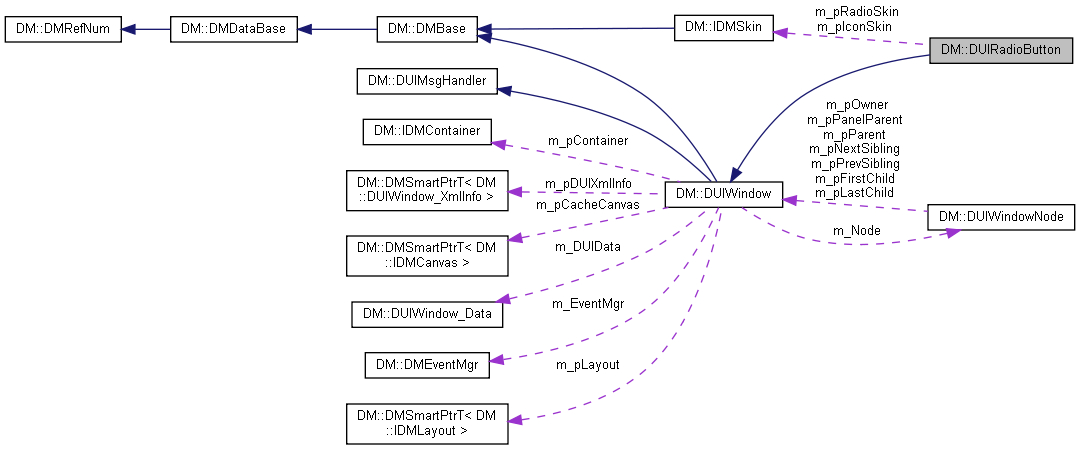 DM::DMRefNum
DM::DMDataBase
DM::DMBase
DM::IDMSkin
m_pRadioSkin
m_pIconSkin
DM::DUIRadioButton
DM::DUIMsgHandler
DM::IDMContainer
m_pContainer
DM::DMSmartPtrT< DM
::DUIWindow_XmlInfo >
m_pDUIXmlInfo
m_pCacheCanvas
DM::DMSmartPtrT< DM
::IDMCanvas >
m_DUIData
DM::DUIWindow_Data
m_EventMgr
DM::DMEventMgr
m_pLayout
DM::DMSmartPtrT< DM
::IDMLayout >
DM::DUIWindow
m_pOwner
m_pPanelParent
m_pParent
m_pNextSibling
m_pPrevSibling
m_pFirstChild
m_pLastChild
m_Node
DM::DUIWindowNode